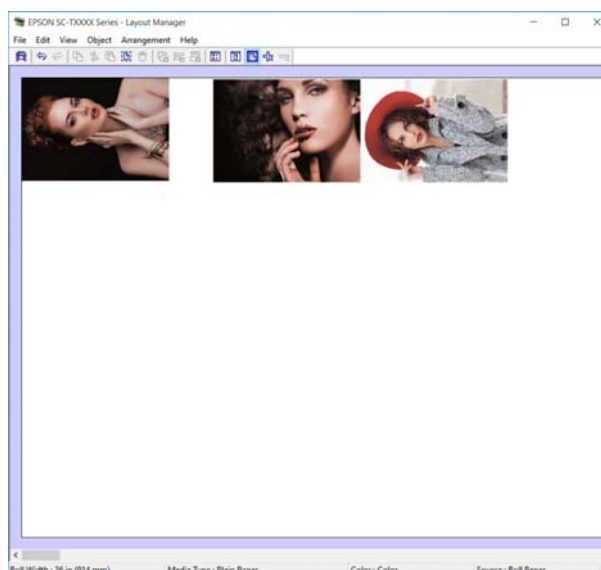 EPSON SC-TXXXX Series - Layout Manager
File Edit View Object Arrangement Help
Roll Width : 36 in (914 mm) Media Type : Plain Paper Color : Color Source : Roll Paper